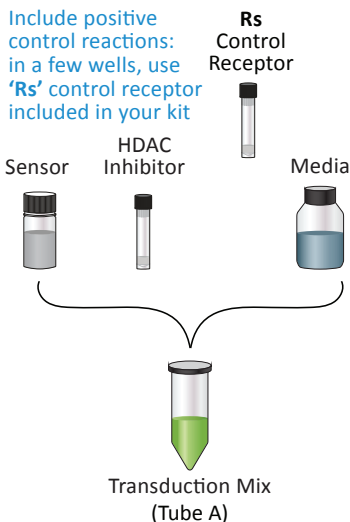 Include positive
control reactions:
in a few wells, use
‘Rs’ control receptor
included in your kit
Rs
Control
Receptor
Sensor
HDAC
Inhibitor
Media
Transduction Mix
(Tube A)